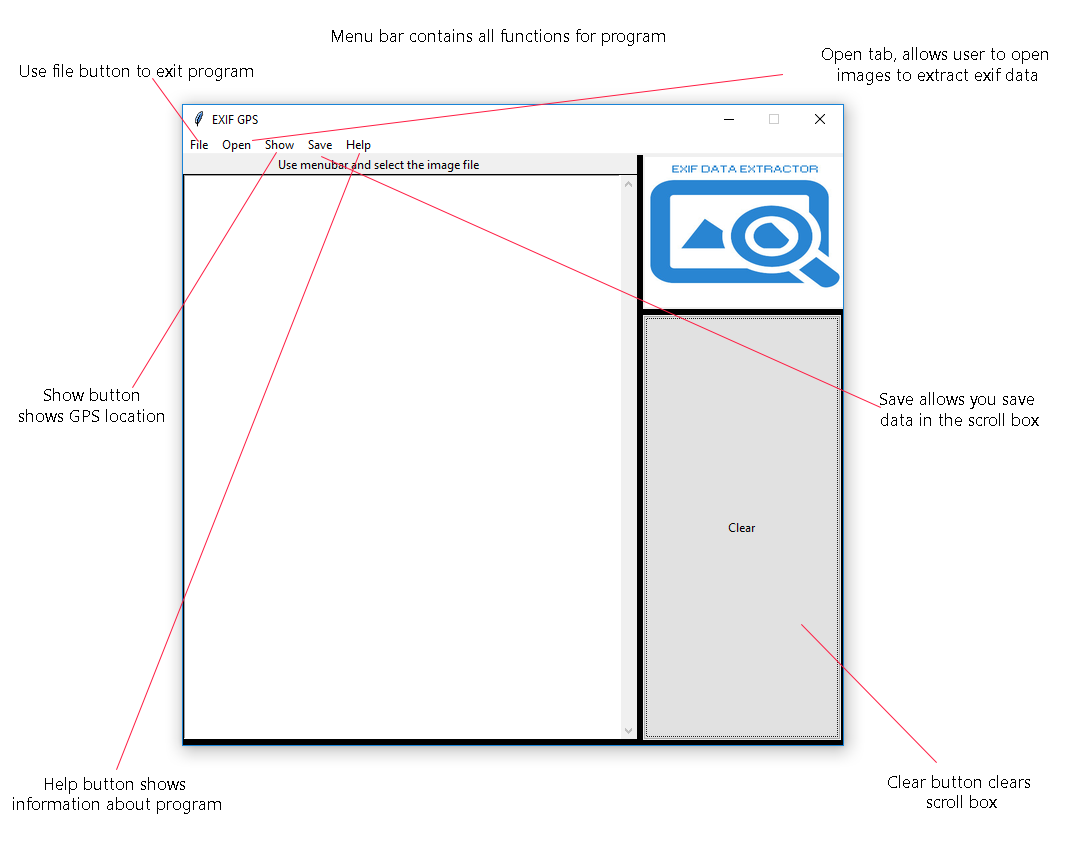 Menu bar contains all functions for program
Use file button to exit program
Open tab, allows user to open
images to extract exif data
EXIF GPS
File Open Show Save Help
Use menubar and select the image file
EXIF DATA EXTRACTOR
Show button
shows GPS location
Save allows you save
data in the scroll box
Clear
Help button shows
information about program
Clear button clears
scroll box